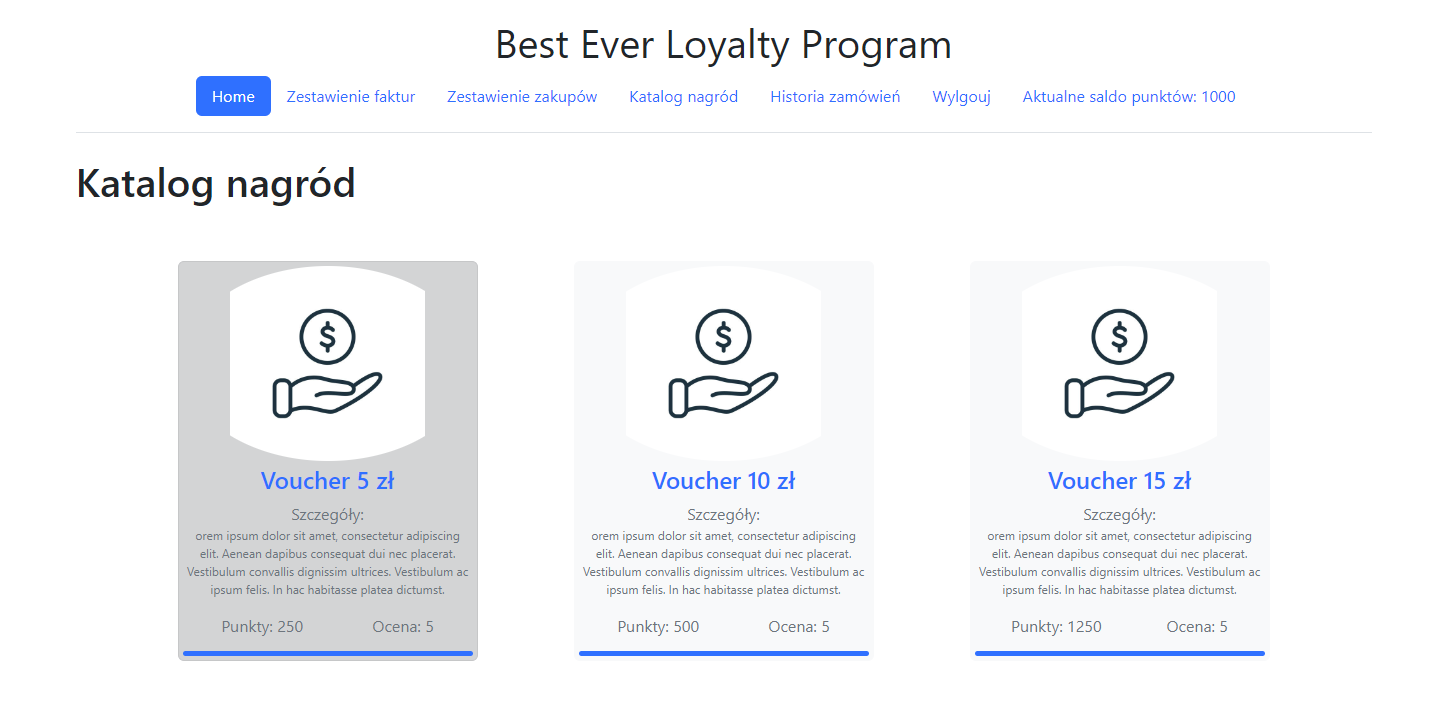 Best Ever Loyalty Program
Home Zestawienie faktur Zestawienie zakupów Katalog nagród Historia zamówień Wylgouj Aktualne saldo punktów: 1000
Katalog nagród
$
Voucher 5 zł
Szczegóły:
orem ipsum dolor sit amet, consectetur adipiscing
elit. Aenean dapibus consequat dui nec placerat.
Vestibulum convallis dignissim ultrices. Vestibulum ac
ipsum felis. In hac habitasse platea dictumst.
Punkty: 250 Ocena: 5
$
Voucher 10 zł
Szczegóły:
orem ipsum dolor sit amet, consectetur adipiscing
elit. Aenean dapibus consequat dui nec placerat.
Vestibulum convallis dignissim ultrices. Vestibulum ac
ipsum felis. In hac habitasse platea dictumst.
Punkty: 500 Ocena: 5
$
Voucher 15 zł
Szczegóły:
orem ipsum dolor sit amet, consectetur adipiscing
elit. Aenean dapibus consequat dui nec placerat.
Vestibulum convallis dignissim ultrices. Vestibulum ac
ipsum felis. In hac habitasse platea dictumst.
Punkty: 1250 Ocena: 5